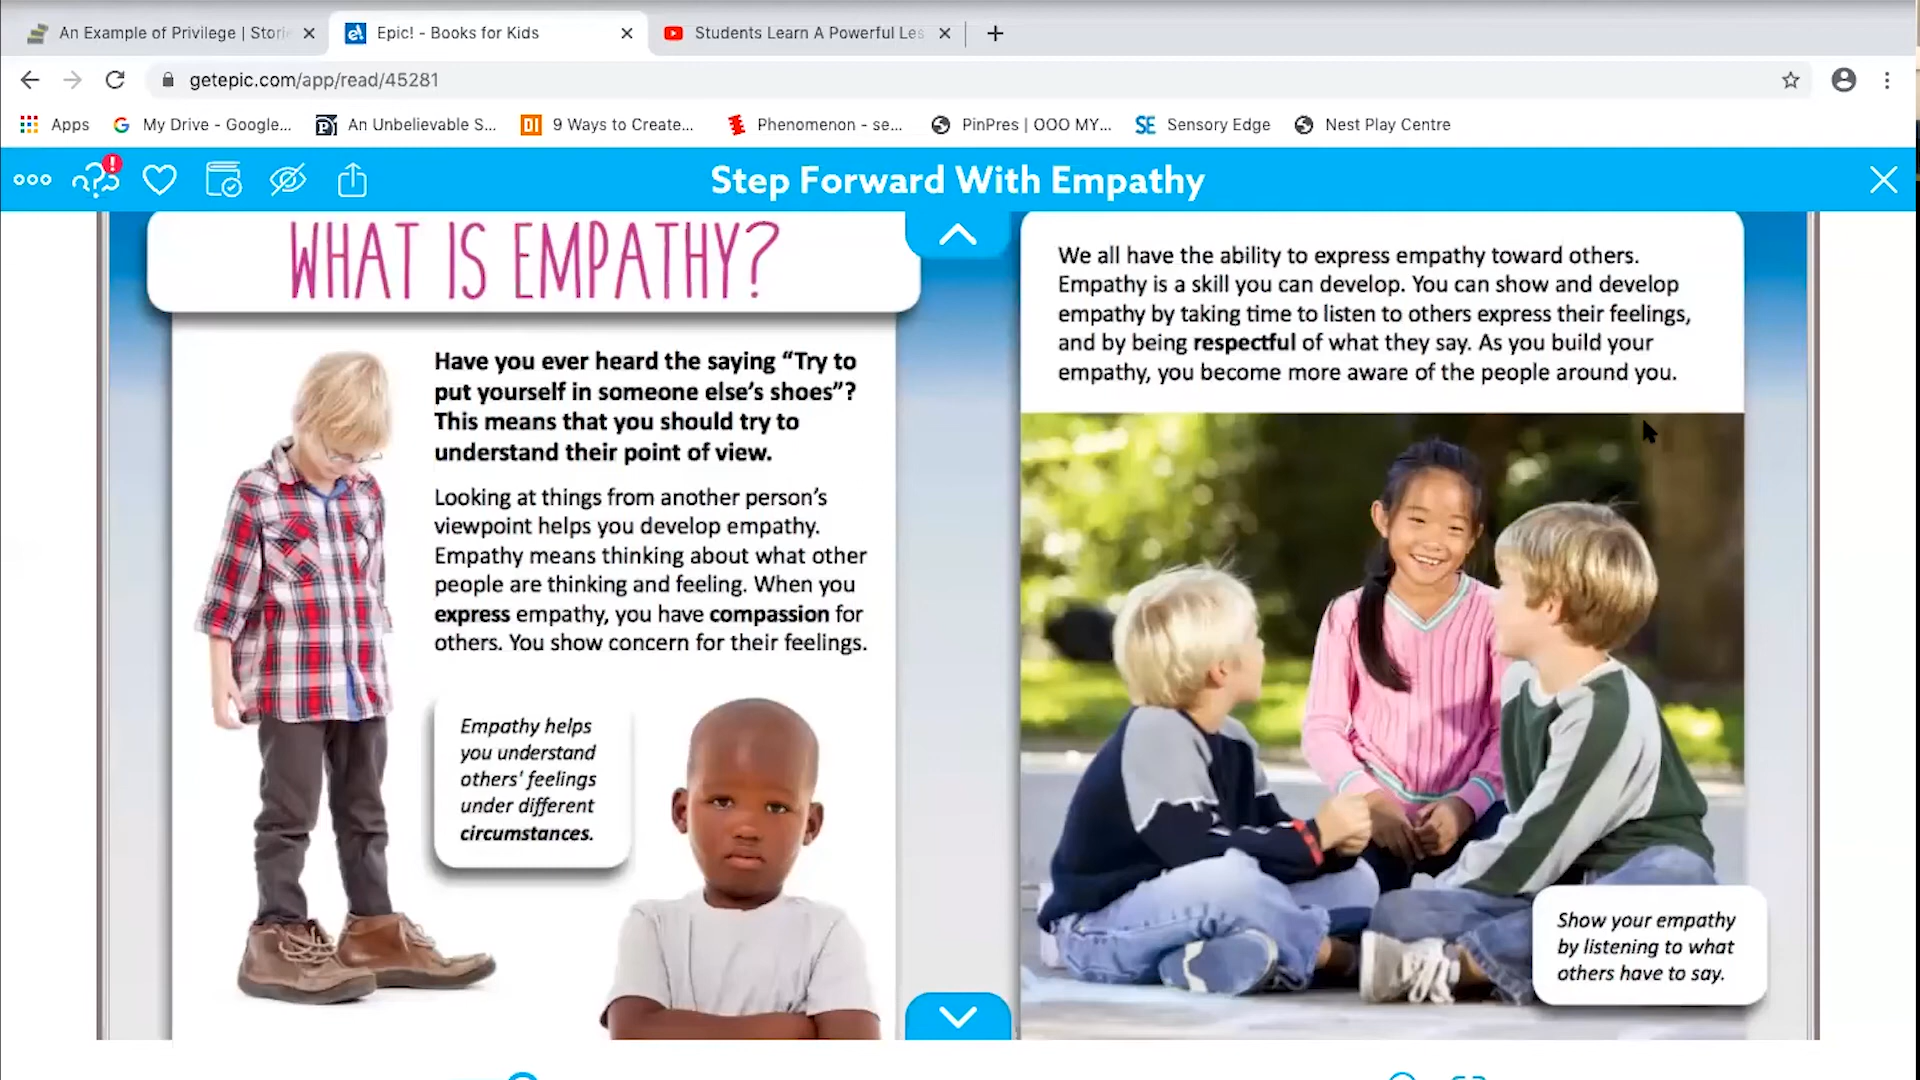 An Example of Privilege | Stori
Epic! - Books for Kids
Students Learn A Powerful Les
getepic.com/app/read/45281
Apps
My Drive - Google...
An Unbelievable S...
9 Ways to Create...
Phenomenon - se...
PinPres | OOO MY...
Sensory Edge
Nest Play Centre
Step Forward With Empathy
WHAT IS EMPATHY?
Have you ever heard the saying “Try to
put yourself in someone else’s shoes”?
This means that you should try to
understand their point of view.
Looking at things from another person’s
viewpoint helps you develop empathy.
Empathy means thinking about what other
people are thinking and feeling. When you
express empathy, you have compassion for
others. You show concern for their feelings.
Empathy helps
you understand
others' feelings
under different
circumstances.
We all have the ability to express empathy toward others.
Empathy is a skill you can develop. You can show and develop
empathy by taking time to listen to others express their feelings,
and by being respectful of what they say. As you build your
empathy, you become more aware of the people around you.
Show your empathy
by listening to what
others have to say.